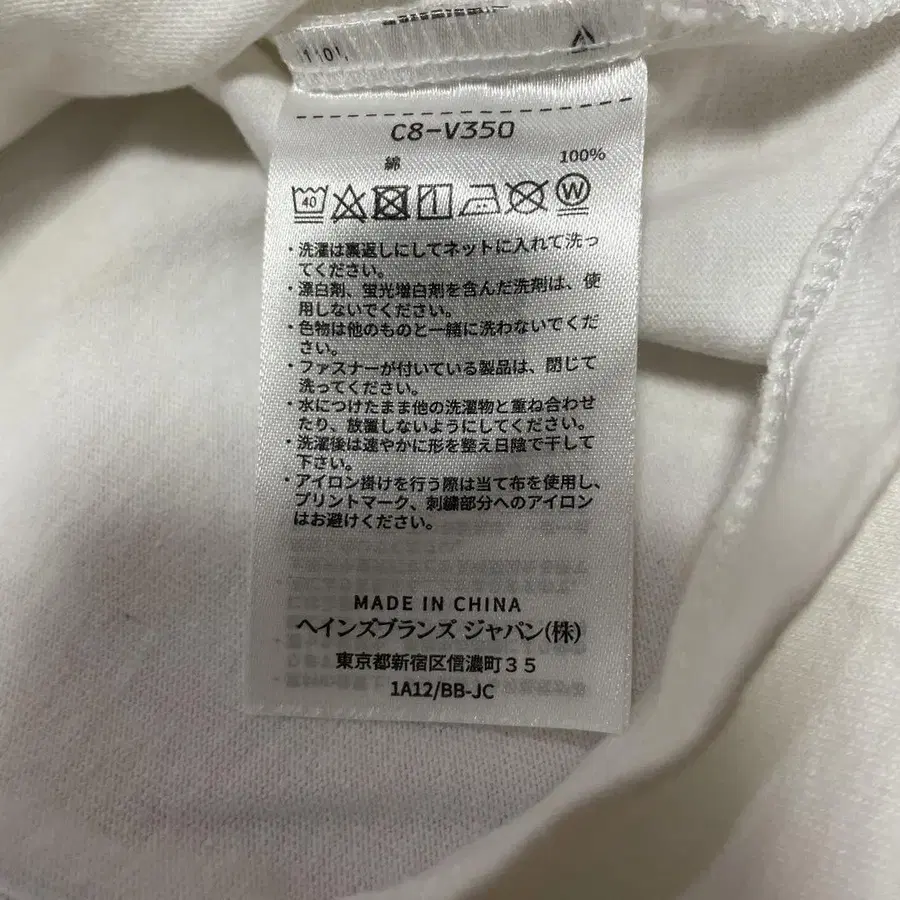 C8-V350
綿 100%
40
W
・洗濯は裏返しにしてネットに入れて洗っ
てください。
・漂白剤、蛍光増白剤を含んだ洗剤は、使
用しないでください。
・色物は他のものと一緒に洗わないでくだ
さい。
・ファスナーが付いている製品は、閉じて
洗ってください。
・水につけたまま他の洗濯物と重ね合わせ
たり、放置しないようにしてください。
・洗濯後は速やかに形を整え日陰で干して
下さい。
・アイロン掛けを行う際は当て布を使用し、
プリントマーク、刺繍部分へのアイロン
はお避けください。
MADE IN CHINA
ヘインズブランズ ジャパン(株)
東京都新宿区信濃町35
1A12/BB-JC